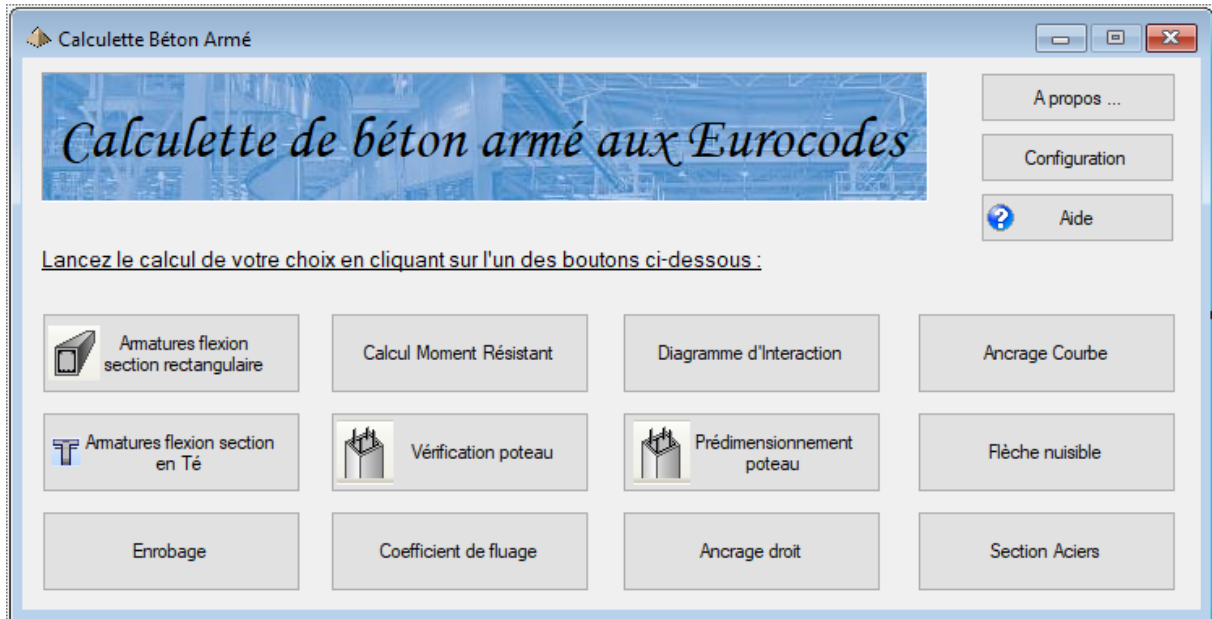 Calculette Béton Armé
Calculette de béton armé aux Eurocodes
A propos ...
Configuration
Aide
Lancez le calcul de votre choix en cliquant sur l'un des boutons ci-dessous :
Armatures flexion
section rectangulaire
Calcul Moment Résistant
Diagramme d'Interaction
Ancrage Courbe
Armatures flexion section
en Té
Vérification poteau
Prédimensionnement
poteau
Flèche nuisible
Enrobage
Coefficient de fluage
Ancrage droit
Section Aciers